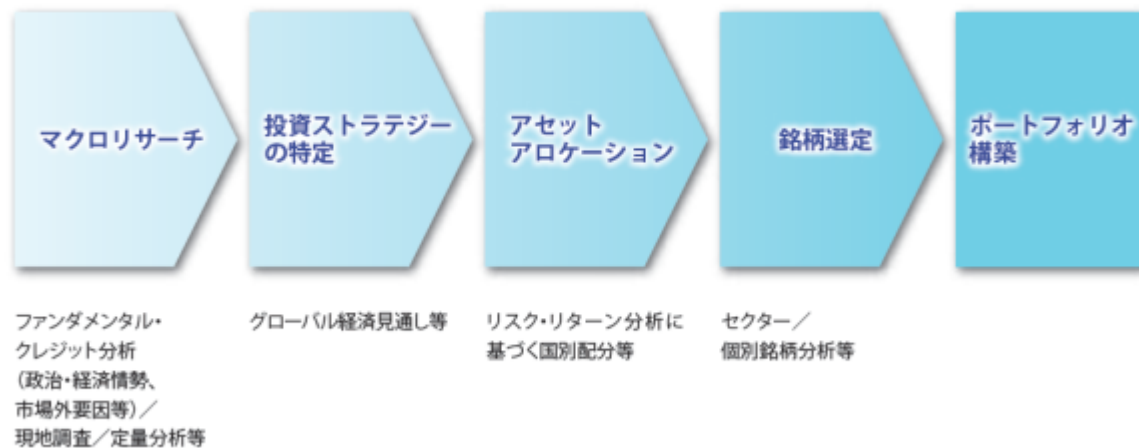 マクロリサーチ
投資ストラテジー
の特定
アセット
アロケーション
銘柄選定
ポートフォリオ
構築
ファンダメンタル・
クレジット分析
（政治・経済情勢、
市場外要因等）／
現地調査／定量分析等
グローバル経済見通し等
リスク・リターン分析に
基づく国別配分等
セクター／
個別銘柄分析等